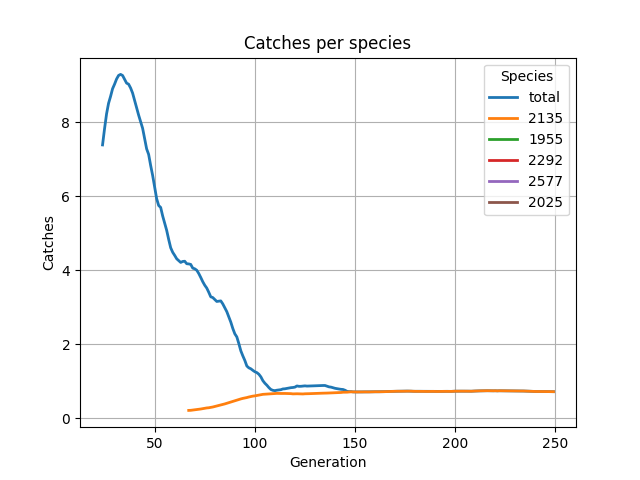 Catches per species
Species
total
2135
1955
2292
2577
2025
Catches
8
6
4
2
0
50 100 150 200 250
Generation